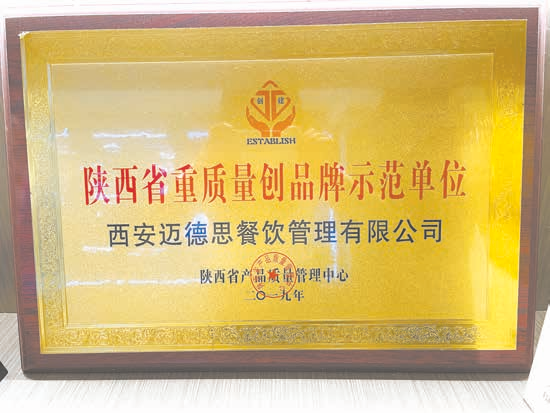 创建
ESTABLISH
陕西省重质量创品牌示范单位
西安迈德思餐饮管理有限公司
陕西省产品质量管理中心
二〇一九年